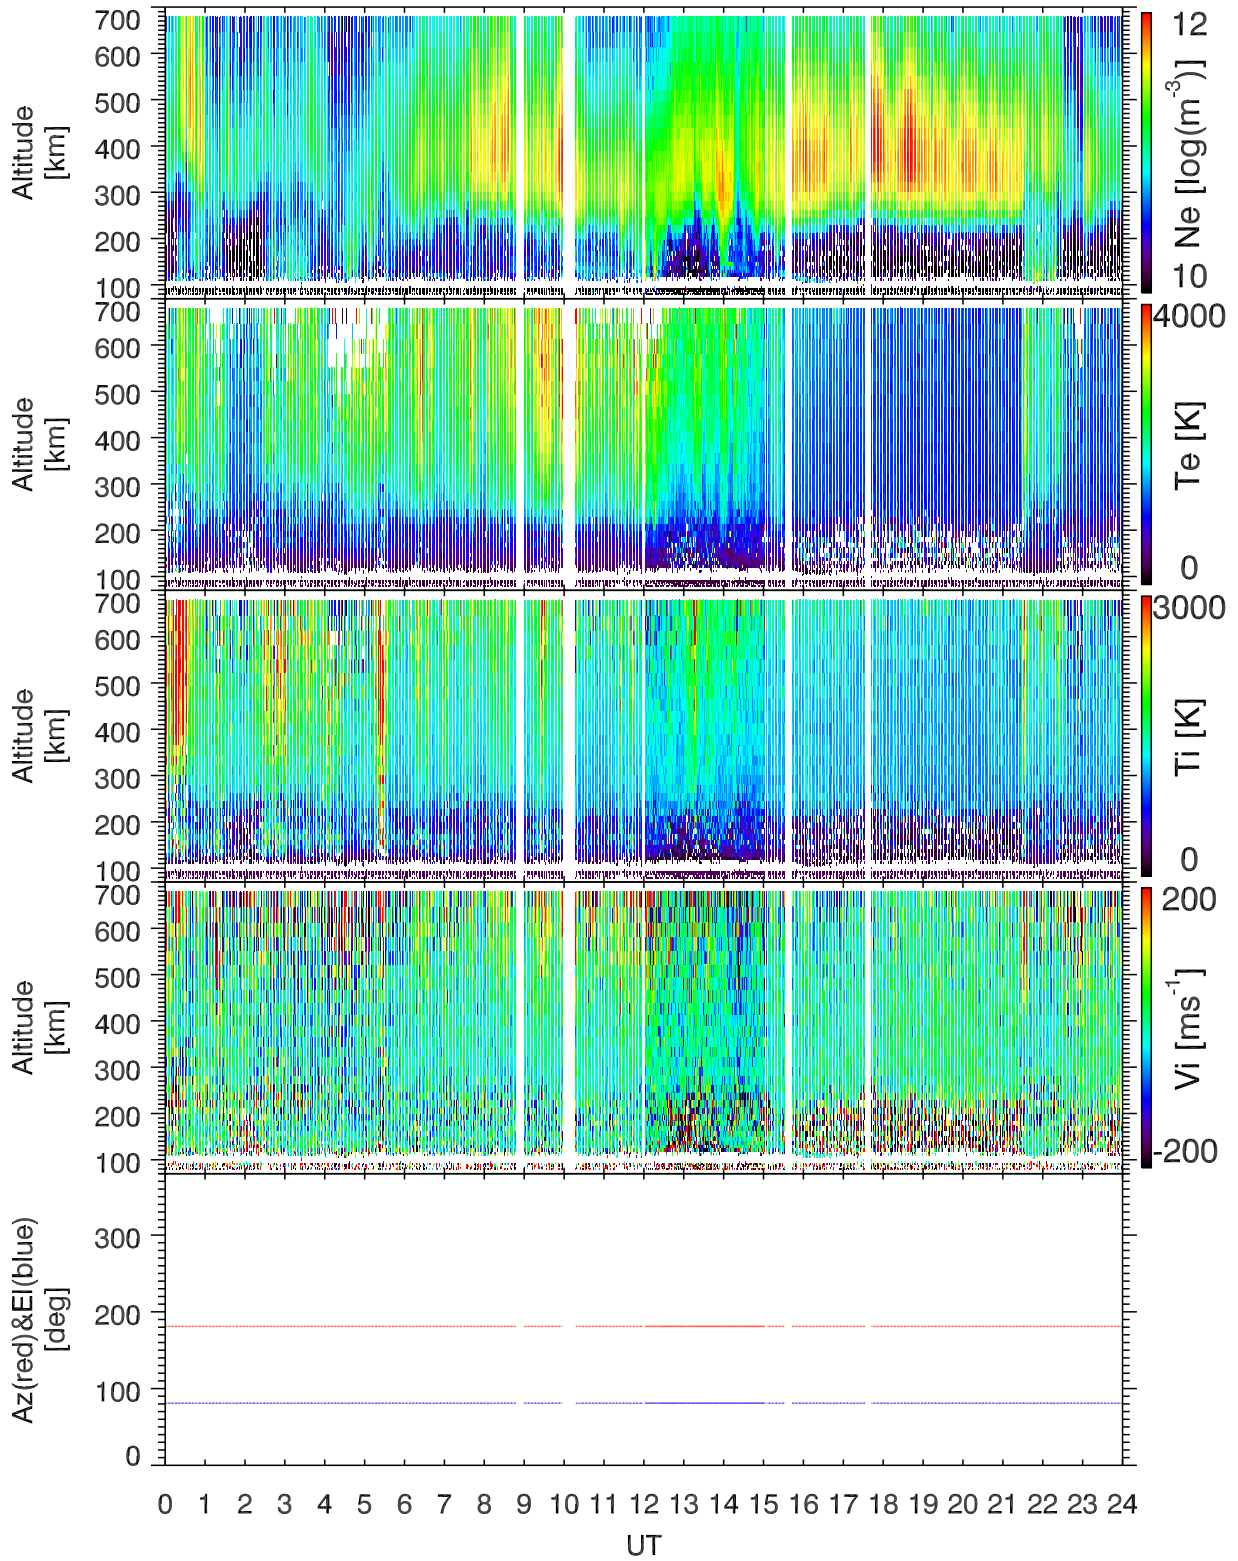 700
600
500
400
300
200
100
Altitude
[km]
12
Ne [log(m⁻³)]
10
700
600
500
400
300
200
100
Altitude
[km]
4000
Te [K]
0
700
600
500
400
300
200
100
Altitude
[km]
3000
Ti [K]
0
700
600
500
400
300
200
100
Altitude
[km]
200
Vi [ms⁻¹]
-200
300
200
100
0
Az(red)&El(blue)
[deg]
0 1 2 3 4 5 6 7 8 9 10 11 12 13 14 15 16 17 18 19 20 21 22 23 24
UT